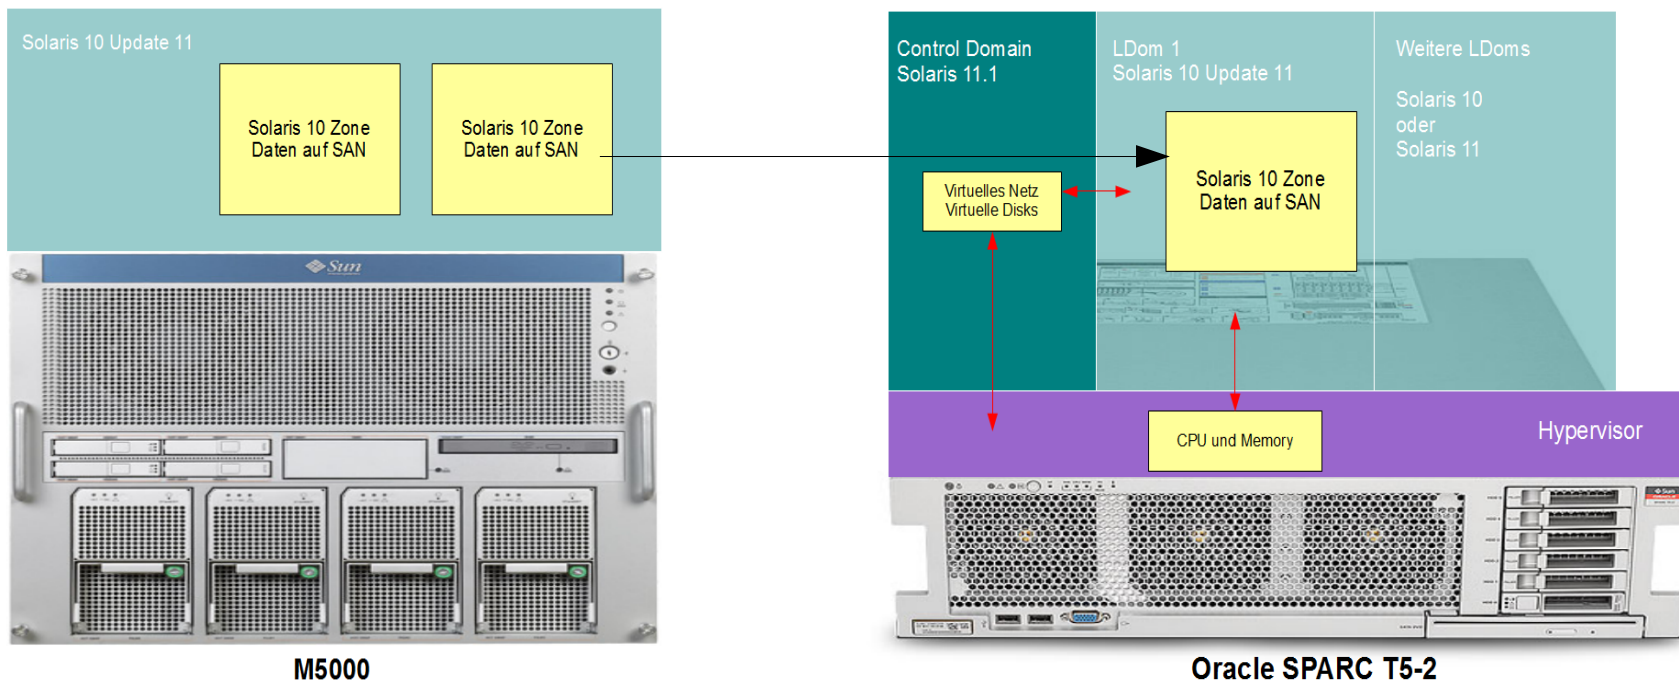 Solaris 10 Update 11
Solaris 10 Zone
Daten auf SAN
Solaris 10 Zone
Daten auf SAN
Sun
M5000
Control Domain
Solaris 11.1
LDom 1
Solaris 10 Update 11
Weitere LDoms
Solaris 10
oder
Solaris 11
Virtuelles Netz
Virtuelle Disks
Solaris 10 Zone
Daten auf SAN
CPU und Memory
Hypervisor
Sun
Oracle SPARC T5-2